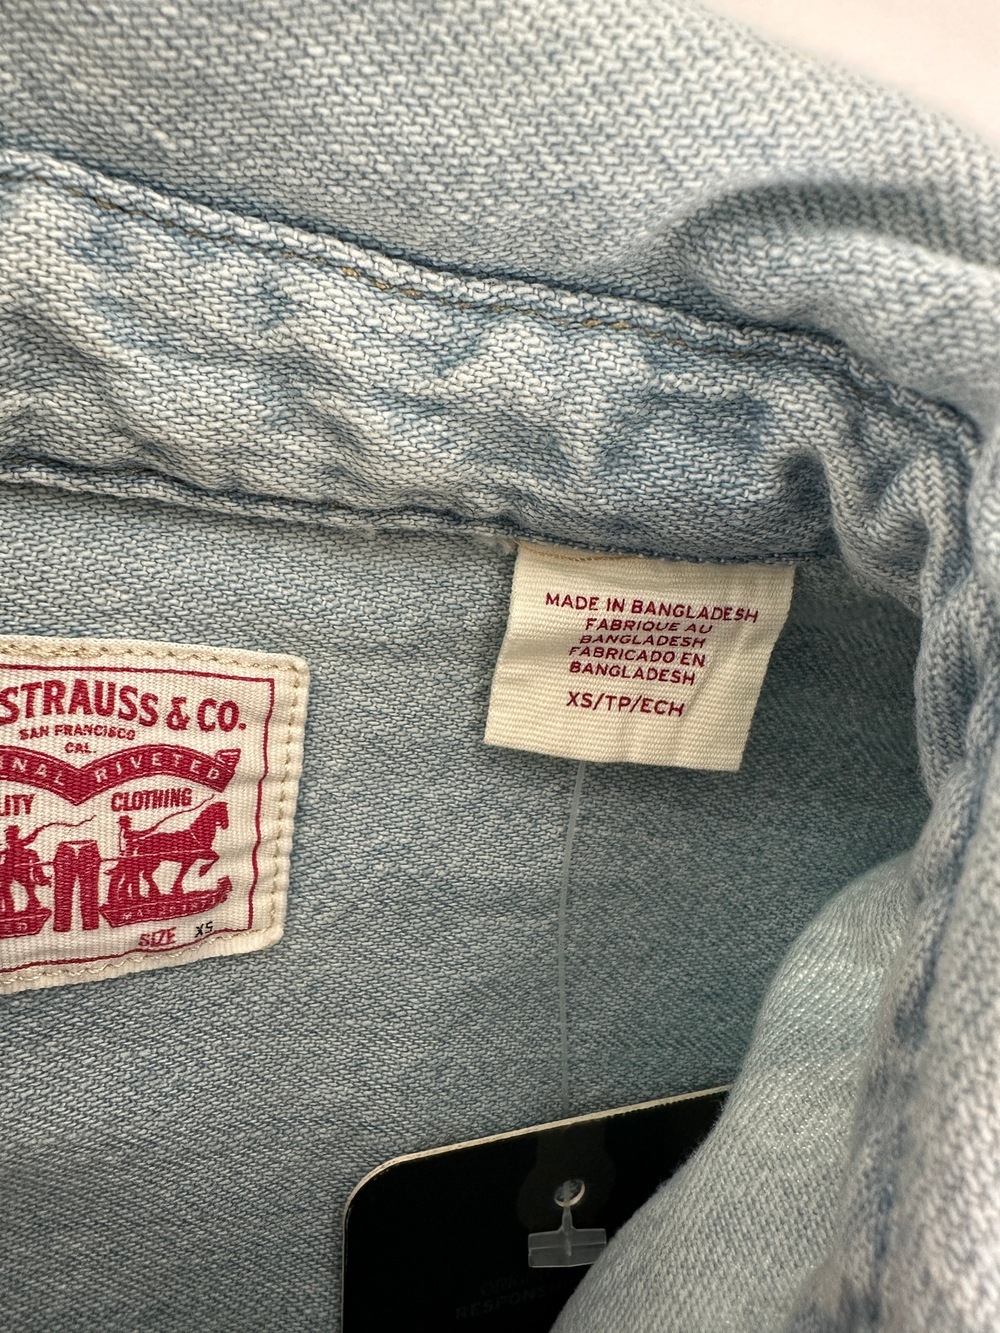 STRAUSS & CO.
SAN FRANCISCO
CAL
RIVETED
CLOTHING
SIZE XS
MADE IN BANGLADESH
FABRIQUE AU
BANGLADESH
FABRICADO EN
BANGLADESH
XS/TP/ECH